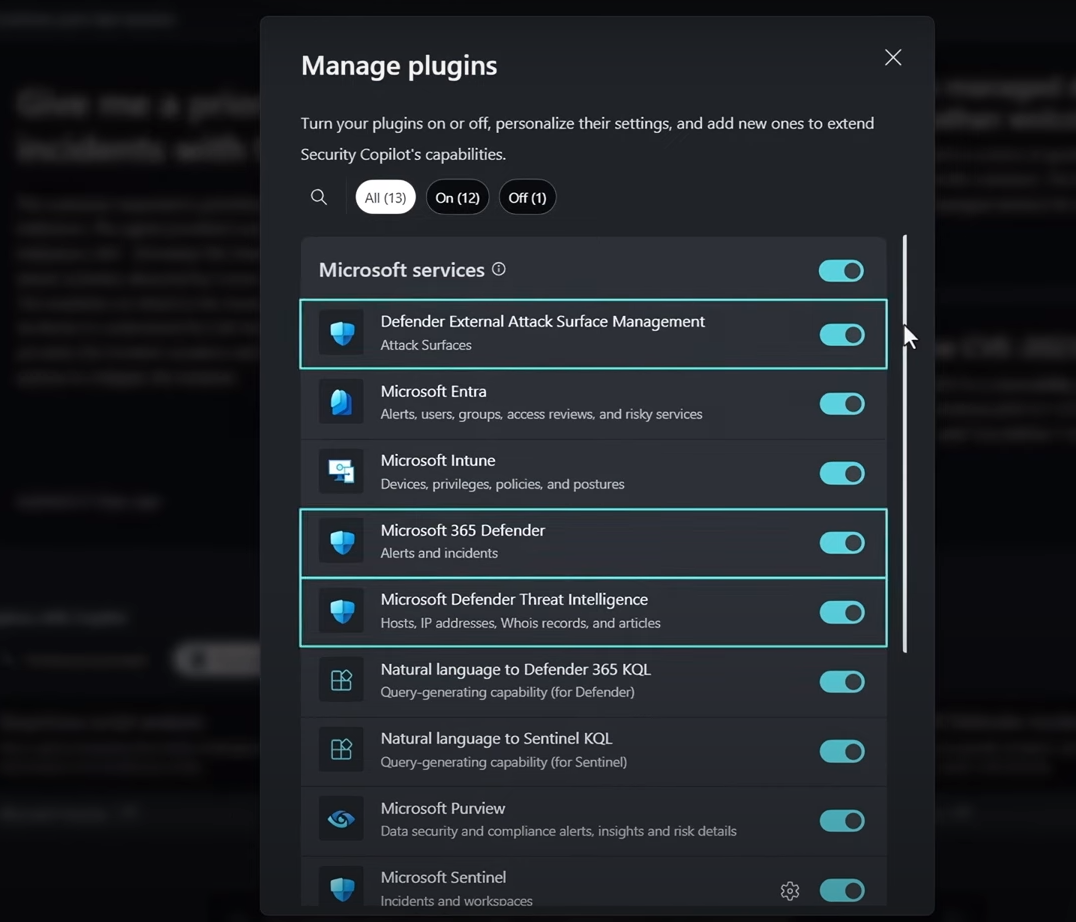 Give me a prior
incidents with
Manage plugins
Turn your plugins on or off, personalize their settings, and add new ones to extend
Security Copilot's capabilities.
All (13) On (12) Off (1)
Microsoft services
Defender External Attack Surface Management
Attack Surfaces
Microsoft Entra
Alerts, users, groups, access reviews, and risky services
Microsoft Intune
Devices, privileges, policies, and postures
Microsoft 365 Defender
Alerts and incidents
Microsoft Defender Threat Intelligence
Hosts, IP addresses, Whois records, and articles
Natural language to Defender 365 KQL
Query-generating capability (for Defender)
Natural language to Sentinel KQL
Query-generating capability (for Sentinel)
Microsoft Purview
Data security and compliance alerts, insights and risk details
Microsoft Sentinel
Incidents and workspaces